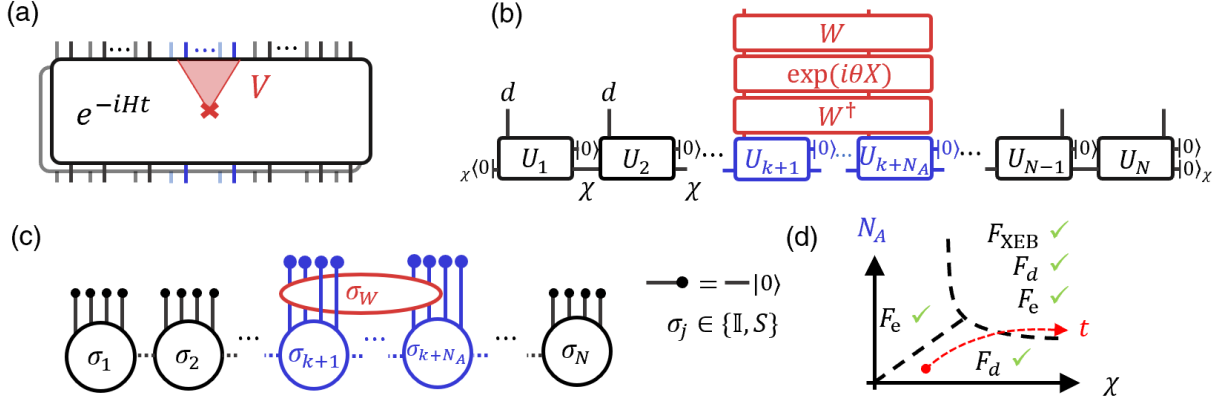 (a)
...
...
...
e^{-iHt}
V
(b)
W
exp(iθX)
W†
d
d
χ⟨0|
U_1
|0⟩
U_2
|0⟩
...
U_{k+1}
|0⟩
...
U_{k+N_A}
|0⟩
...
U_{N-1}
|0⟩
U_N
|0⟩
|0⟩_χ
χ
χ
(c)
σ_W
σ_1
σ_2
...
σ_{k+1}
...
σ_{k+N_A}
...
σ_N
= |0⟩
σ_j ∈ {𝕀, S}
(d)
N_A
F_XEB ✓
F_d ✓
F_e ✓
F_e ✓
t
F_d ✓
χ